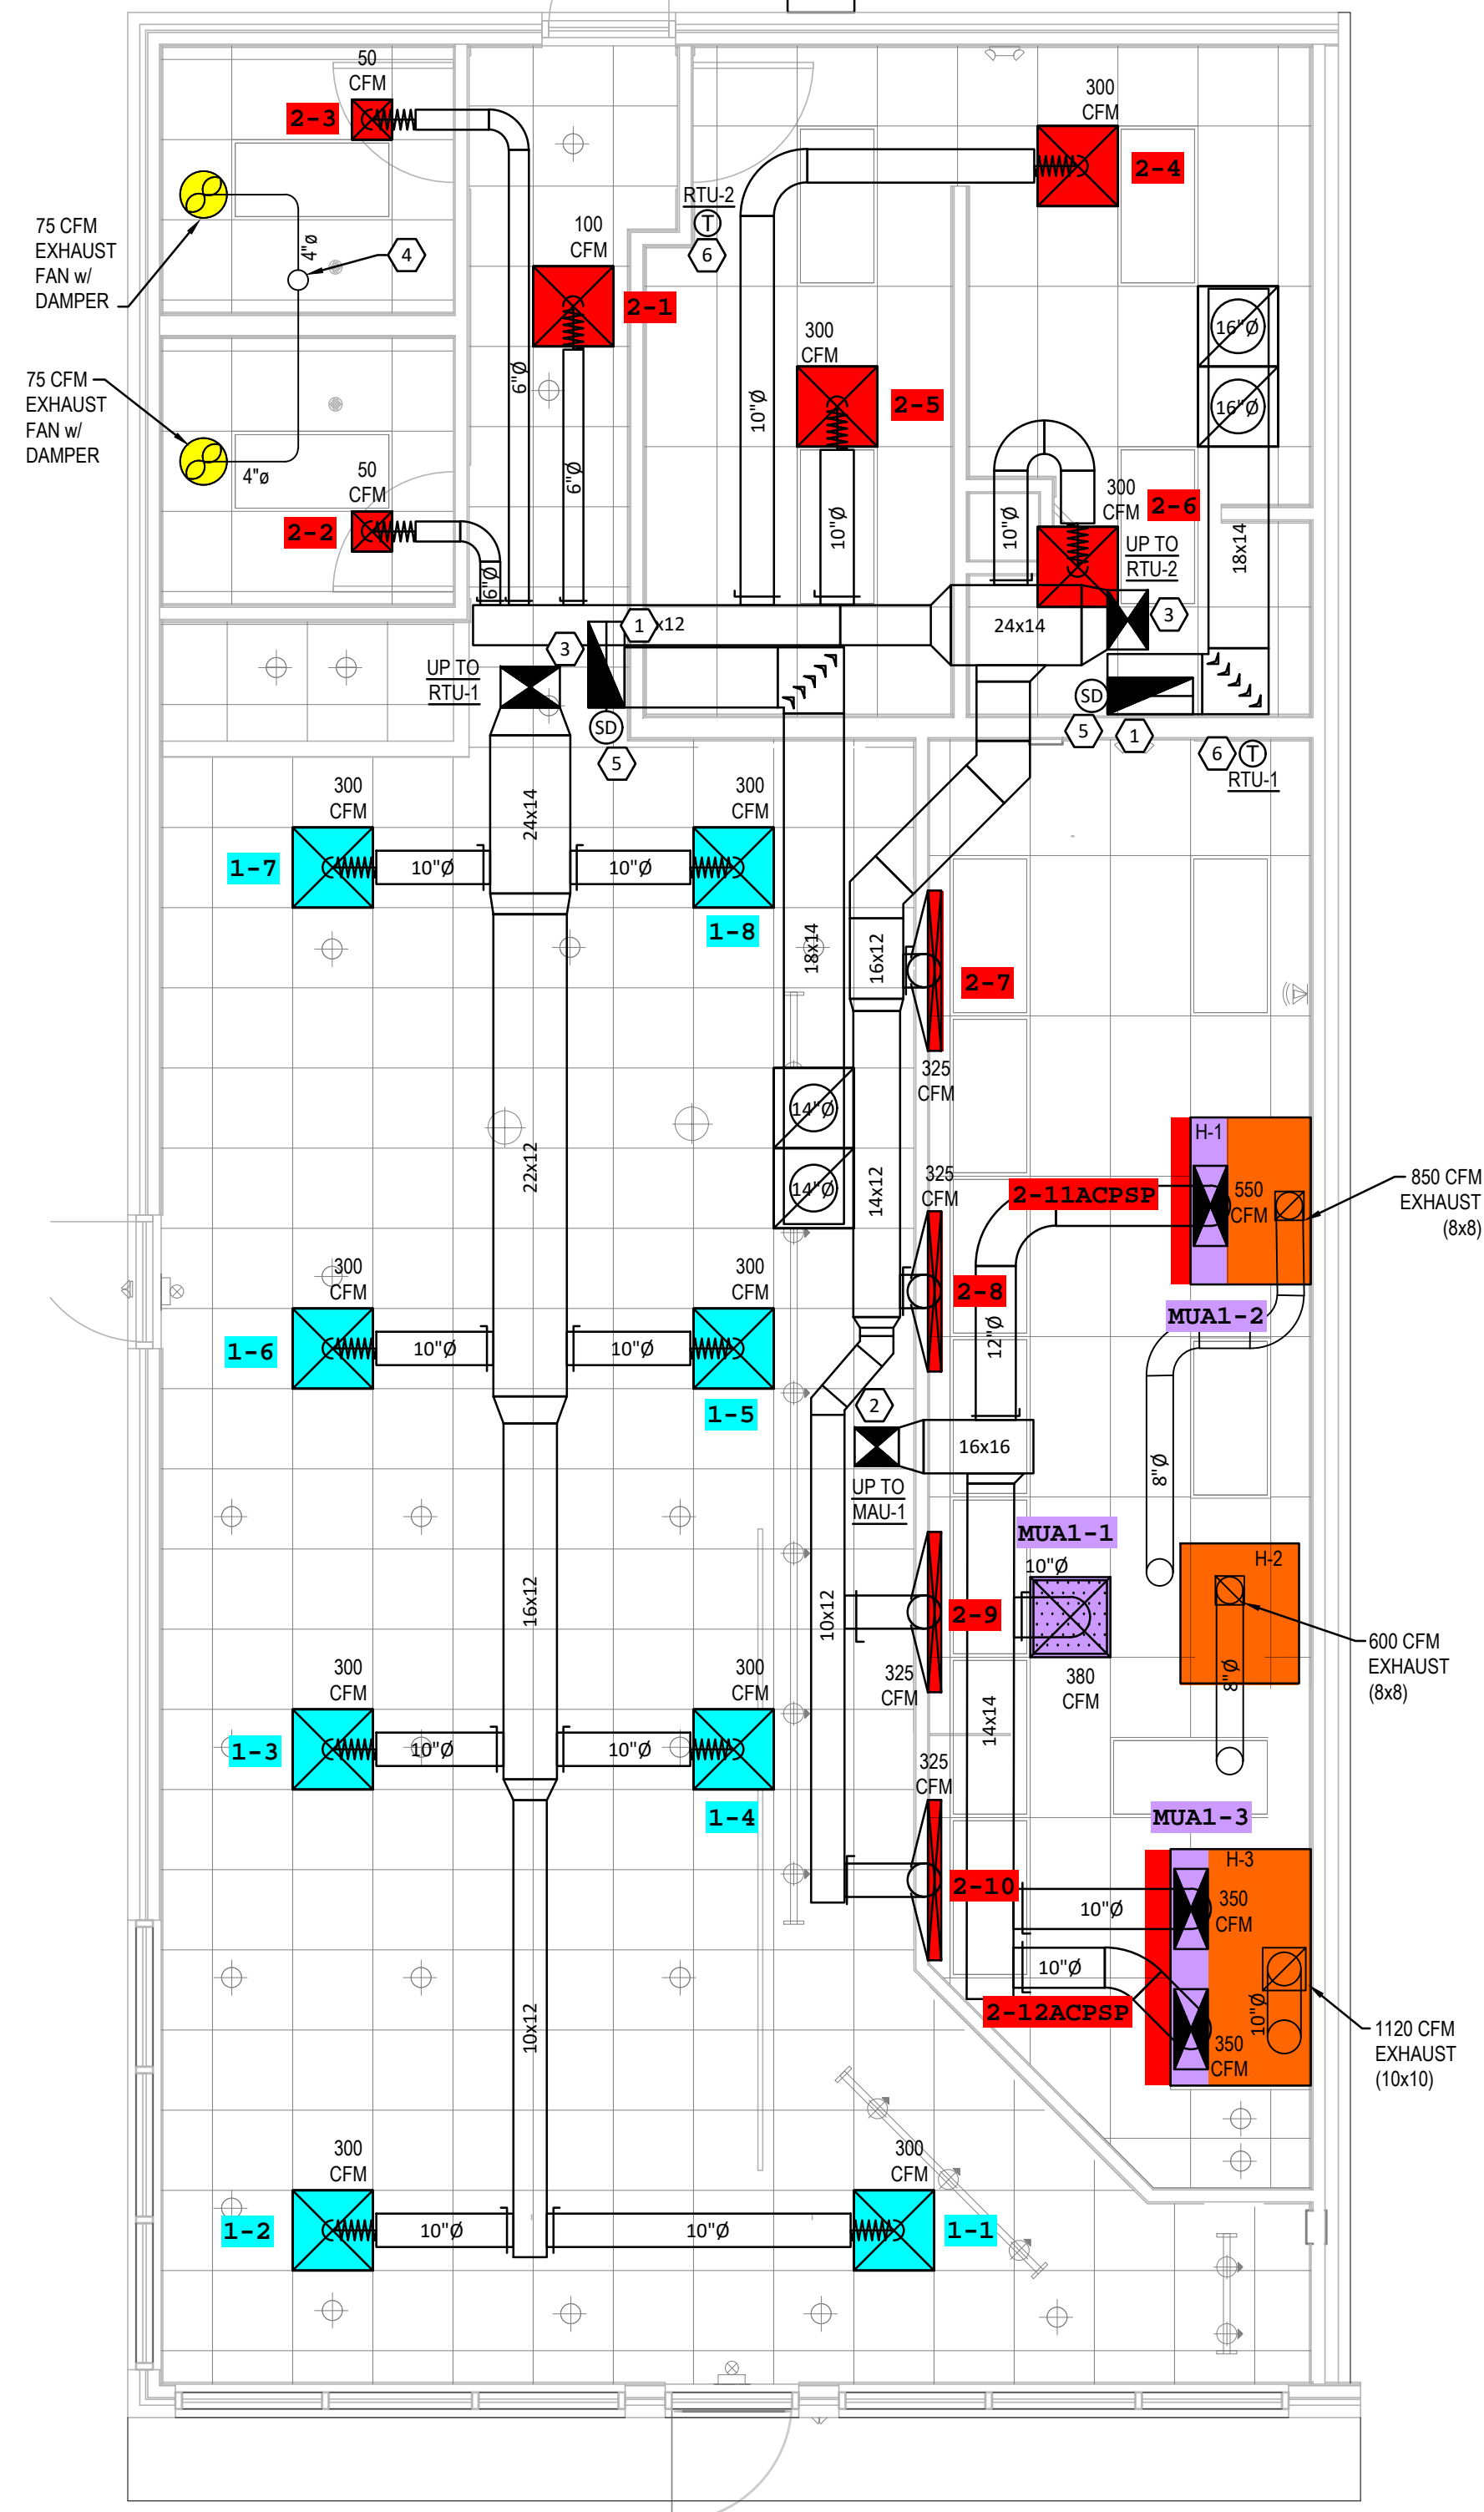 50
CFM
2-3
300
CFM
2-4
RTU-2
T
6
75 CFM
EXHAUST
FAN w/
DAMPER
4"ø
4
100
CFM
2-1
16"Ø
16"Ø
300
CFM
2-5
6"Ø
10"Ø
75 CFM
EXHAUST
FAN w/
DAMPER
4"ø
50
CFM
2-2
6"Ø
6"Ø
10"Ø
10"Ø
300
CFM
2-6
UP TO
RTU-2
18x14
3
1
x12
24x14
3
UP TO
RTU-1
SD
5
SD
5
1
6
T
RTU-1
300
CFM
1-7
10"Ø
24x14
10"Ø
300
CFM
1-8
18x14
16x12
2-7
325
CFM
14"Ø
14"Ø
22x12
14x12
325
CFM
2-8
2-11ACPSP
H-1
550
CFM
850 CFM
EXHAUST
(8x8)
MUA1-2
12"Ø
300
CFM
1-6
10"Ø
10"Ø
300
CFM
1-5
2
16x16
UP TO
MAU-1
8"Ø
MUA1-1
10"Ø
380
CFM
H-2
8"Ø
600 CFM
EXHAUST
(8x8)
16x12
10x12
2-9
325
CFM
14x14
300
CFM
1-3
10"Ø
10"Ø
300
CFM
1-4
325
CFM
2-10
MUA1-3
H-3
350
CFM
10"Ø
10"Ø
2-12ACPSP
350
CFM
10"Ø
1120 CFM
EXHAUST
(10x10)
10x12
300
CFM
1-2
10"Ø
10"Ø
300
CFM
1-1